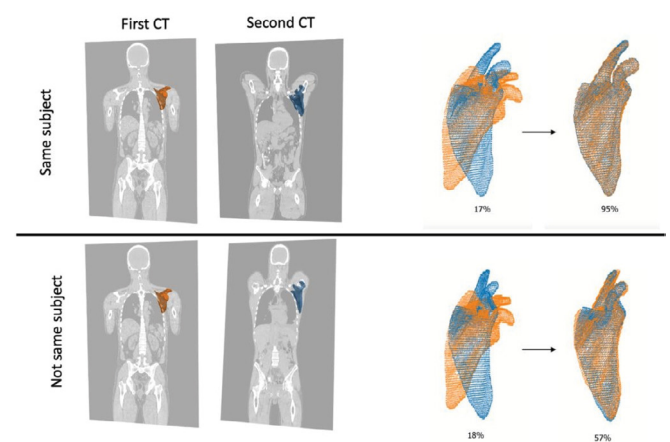 First CT
Second CT
Same subject
17%
95%
Not same subject
18%
57%